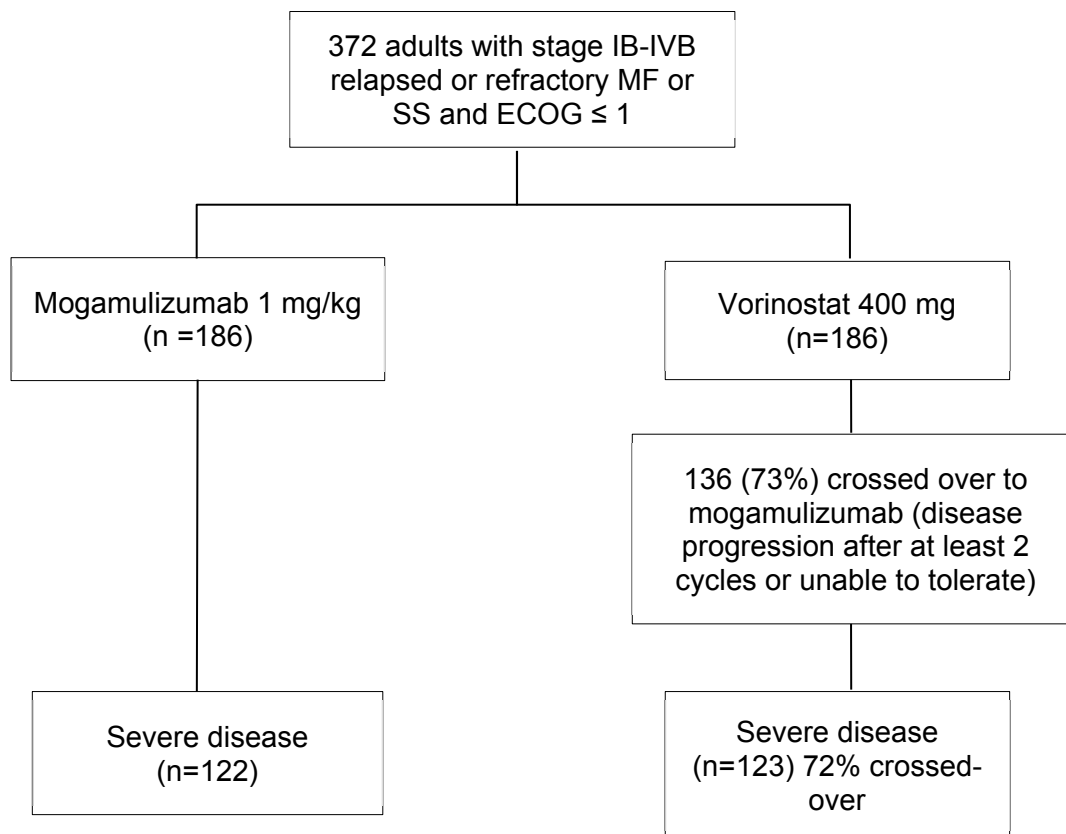 372 adults with stage IB-IVB
relapsed or refractory MF or
SS and ECOG ≤ 1
Mogamulizumab 1 mg/kg
(n =186)
Vorinostat 400 mg
(n=186)
136 (73%) crossed over to
mogamulizumab (disease
progression after at least 2
cycles or unable to tolerate)
Severe disease
(n=122)
Severe disease
(n=123) 72% crossed-
over